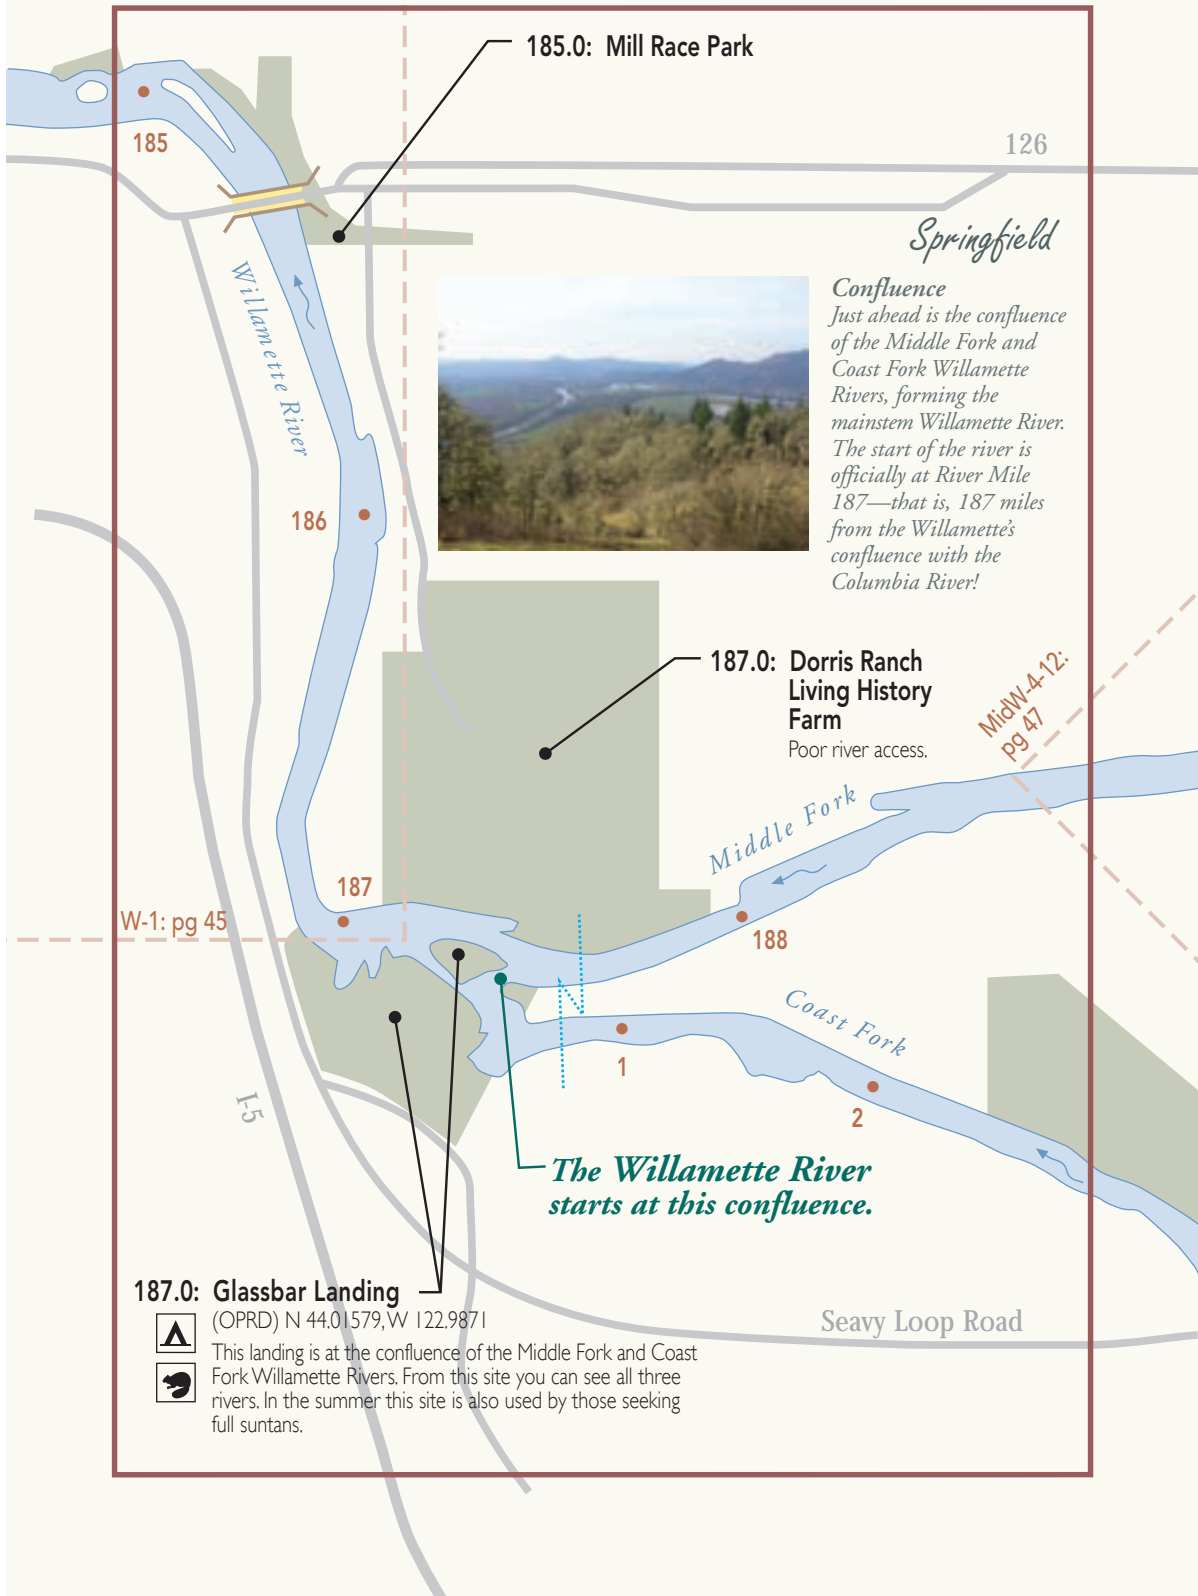 185.0: Mill Race Park
185
126
Springfield
Confluence
Just ahead is the confluence
of the Middle Fork and
Coast Fork Willamette
Rivers, forming the
mainstem Willamette River.
The start of the river is
officially at River Mile
187—that is, 187 miles
from the Willamette's
confluence with the
Columbia River!
Willamette River
186
187.0: Dorris Ranch
Living History
Farm
Poor river access.
MidW-4-12:
pg 47
Middle Fork
187
W-1: pg 45
188
Coast Fork
1
2
I-5
The Willamette River
starts at this confluence.
187.0: Glassbar Landing
(OPRD) N 44.01579, W 122.9871
This landing is at the confluence of the Middle Fork and Coast
Fork Willamette Rivers. From this site you can see all three
rivers. In the summer this site is also used by those seeking
full suntans.
Seavy Loop Road